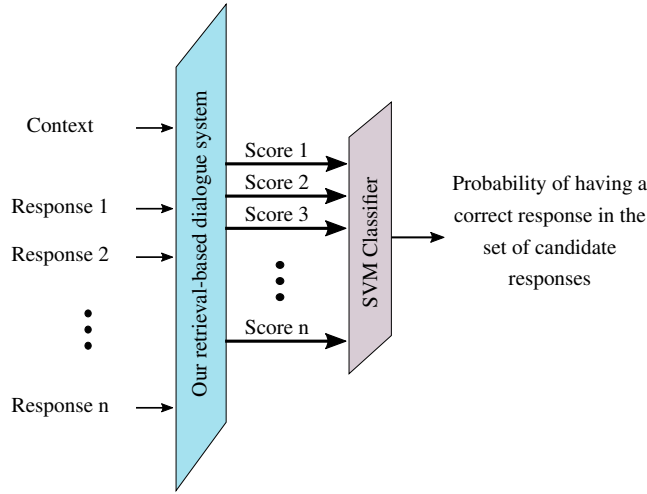 Context
Response 1
Response 2
Response n
Our retrieval-based dialogue system
Score 1
Score 2
Score 3
Score n
SVM Classifier
Probability of having a
correct response in the
set of candidate
responses